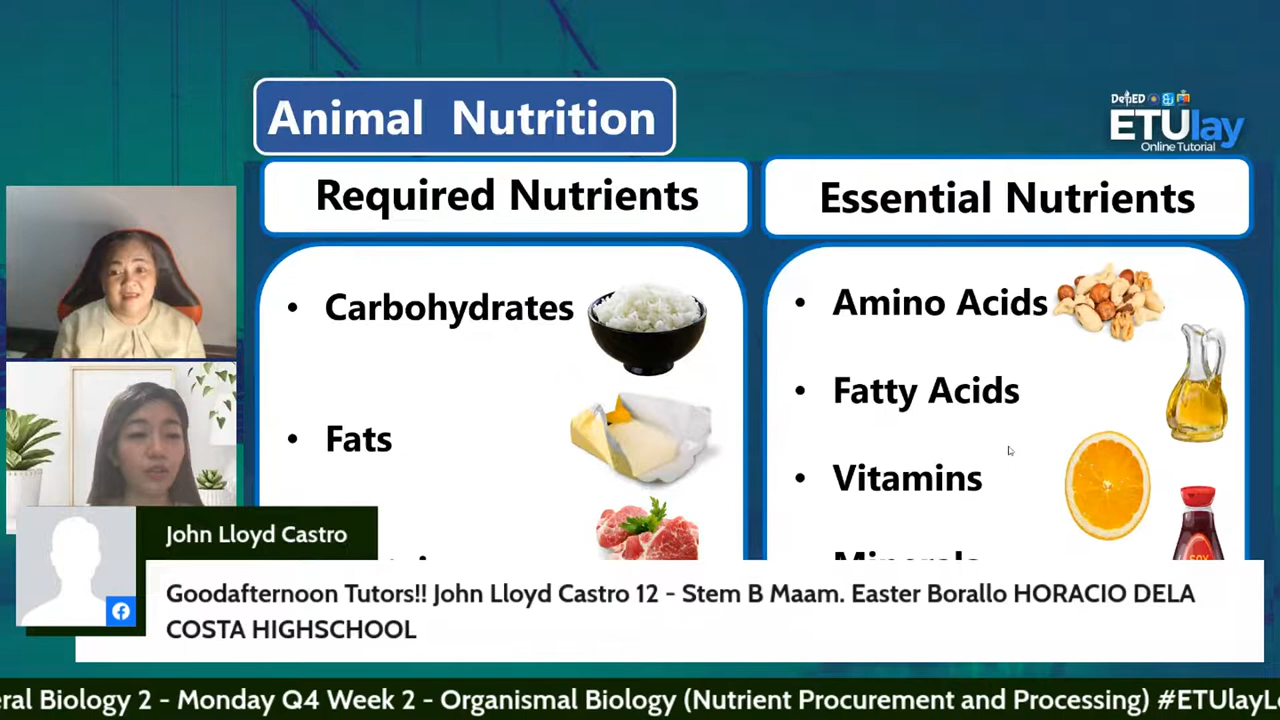 Animal Nutrition
DepED
ETUlay
Online Tutorial
Required Nutrients
Essential Nutrients
• Carbohydrates
• Fats
• Amino Acids
• Fatty Acids
• Vitamins
Minerals
SOY
John Lloyd Castro
Goodafternoon Tutors!! John Lloyd Castro 12 - Stem B Maam. Easter Borallo HORACIO DELA
COSTA HIGHSCHOOL
eral Biology 2 - Monday Q4 Week 2 - Organismal Biology (Nutrient Procurement and Processing) #ETUlayL